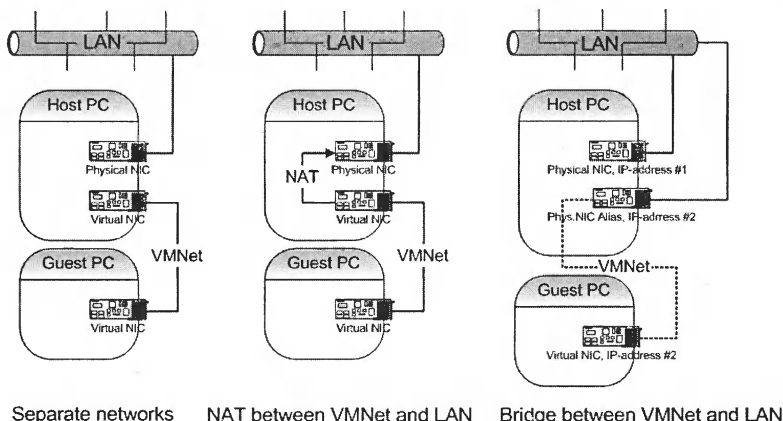 LAN
Host PC
Physical NIC
Virtual NIC
VMNet
Guest PC
Virtual NIC
Separate networks
LAN
Host PC
Physical NIC
NAT
Virtual NIC
VMNet
Guest PC
Virtual NIC
NAT between VMNet and LAN
LAN
Host PC
Physical NIC, IP-address #1
Phys.NIC Alias, IP-adrress #2
VMNet
Guest PC
Virtual NIC, IP-address #2
Bridge between VMNet and LAN